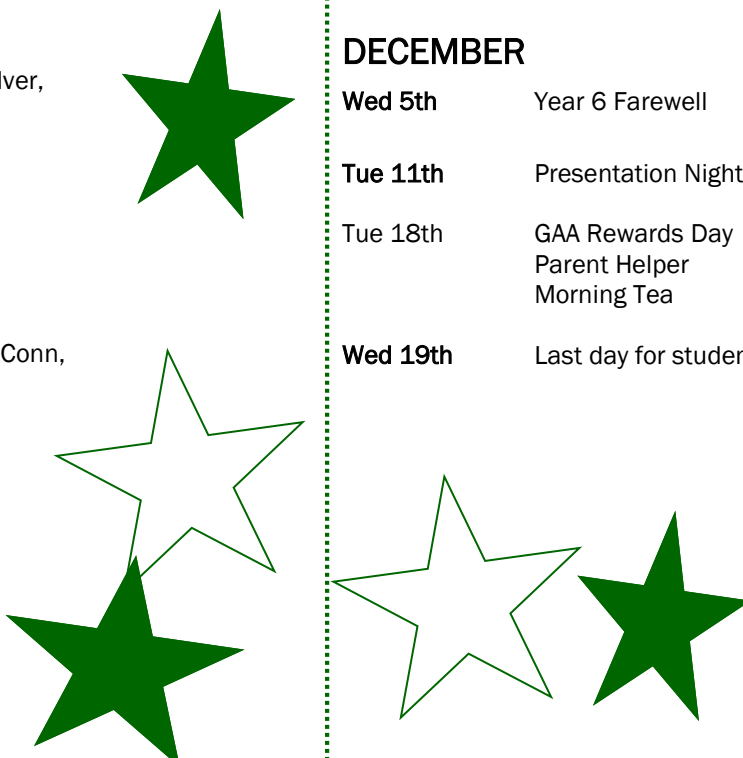 lver,
Conn,
DECEMBER
Wed 5th Year 6 Farewell
Tue 11th Presentation Night
Tue 18th GAA Rewards Day
Parent Helper
Morning Tea
Wed 19th Last day for